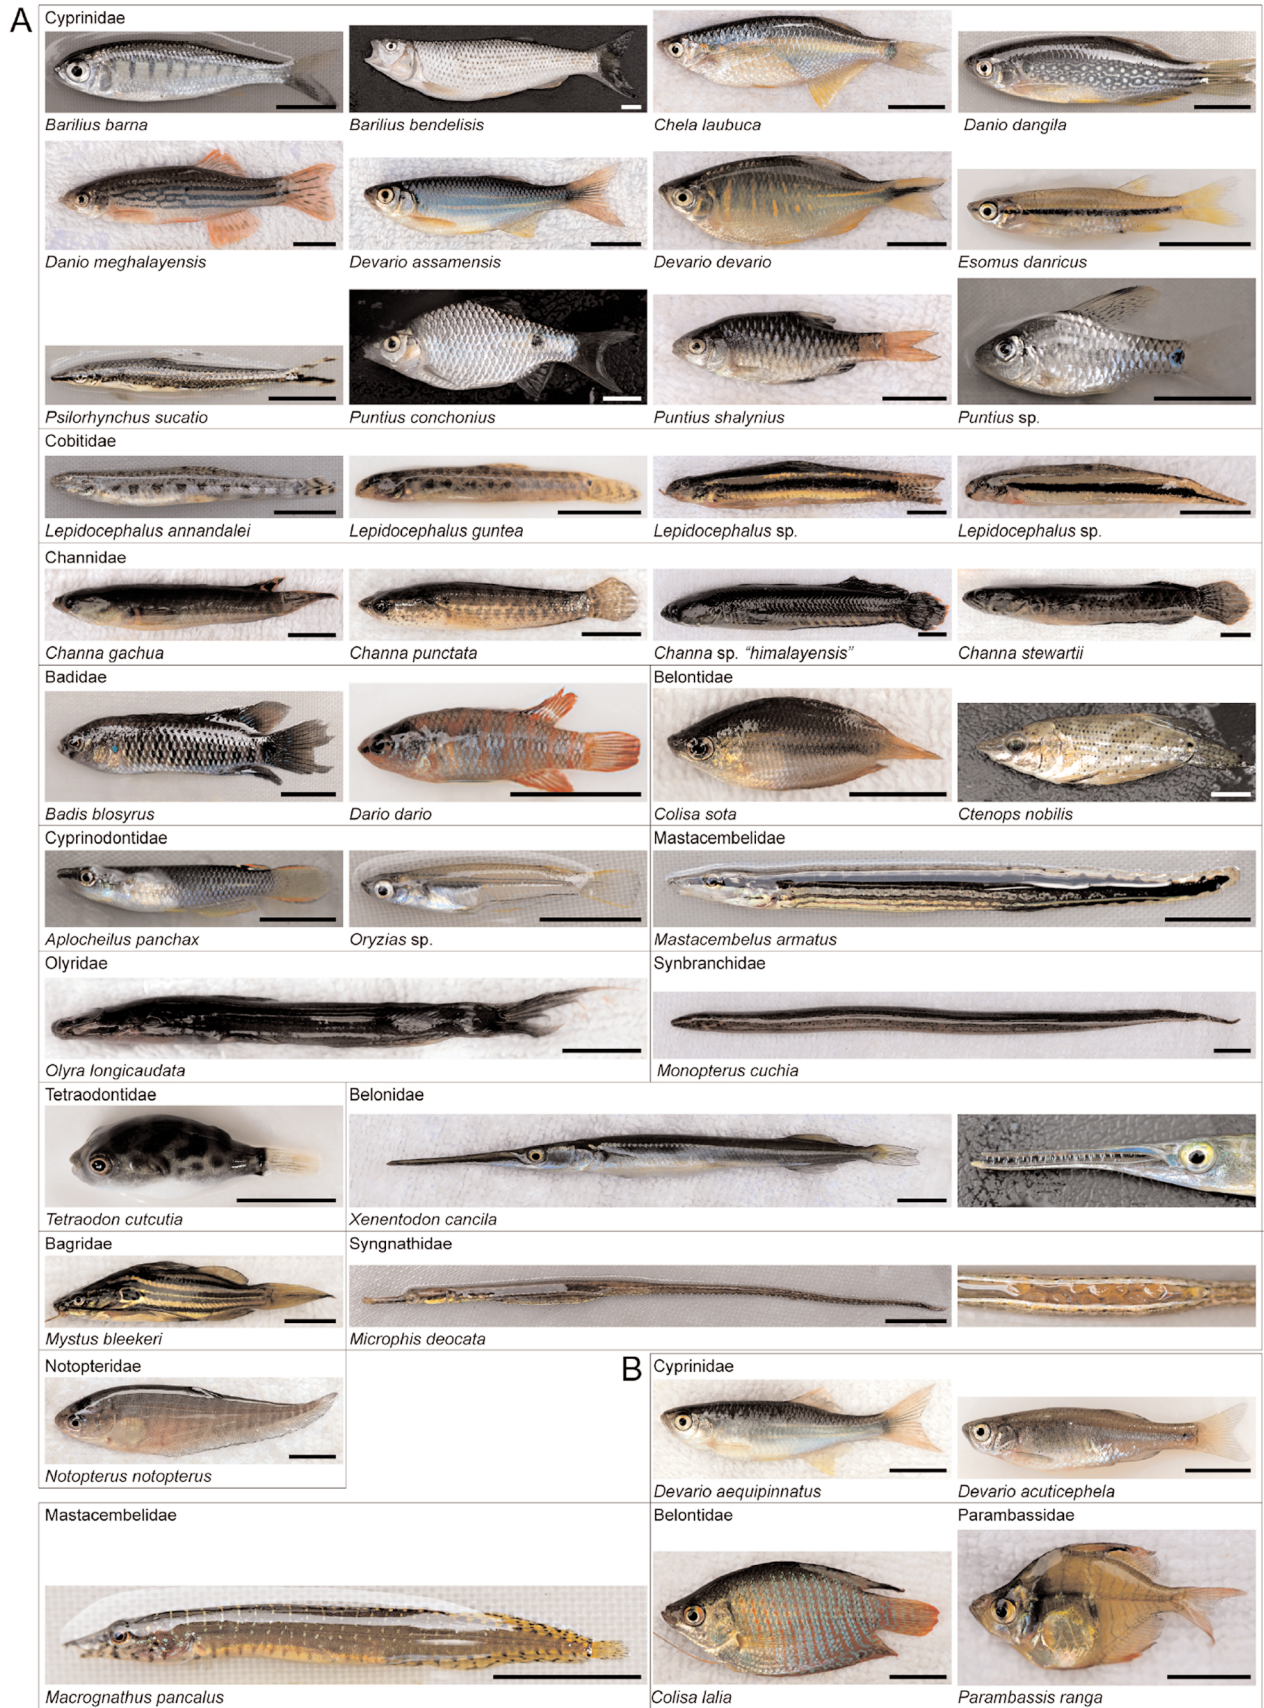 A
Cyprinidae
Barilius barna
Barilius bendelisis
Chela laubuca
Danio dangila
Danio meghalayensis
Devario assamensis
Devario devario
Esomus danricus
Psilorhynchus sucatio
Puntius conchonius
Puntius shalynius
Puntius sp.
Cobitidae
Lepidocephalus annandalei
Lepidocephalus guntea
Lepidocephalus sp.
Lepidocephalus sp.
Channidae
Channa gachua
Channa punctata
Channa sp. “himalayensis”
Channa stewartii
Badidae
Badis blosyrus
Dario dario
Belontidae
Colisa sota
Ctenops nobilis
Cyprinodontidae
Aplocheilus panchax
Oryzias sp.
Mastacembelidae
Mastacembelus armatus
Olyridae
Olyra longicaudata
Synbranchidae
Monopterus cuchia
Tetraodontidae
Tetraodon cutcutia
Belonidae
Xenentodon cancila
Bagridae
Mystus bleekeri
Syngnathidae
Microphis deocata
Notopteridae
Notopterus notopterus
B
Cyprinidae
Devario aequipinnatus
Devario acuticephela
Mastacembelidae
Macrognathus pancalus
Belontidae
Colisa lalia
Parambassidae
Parambassis ranga